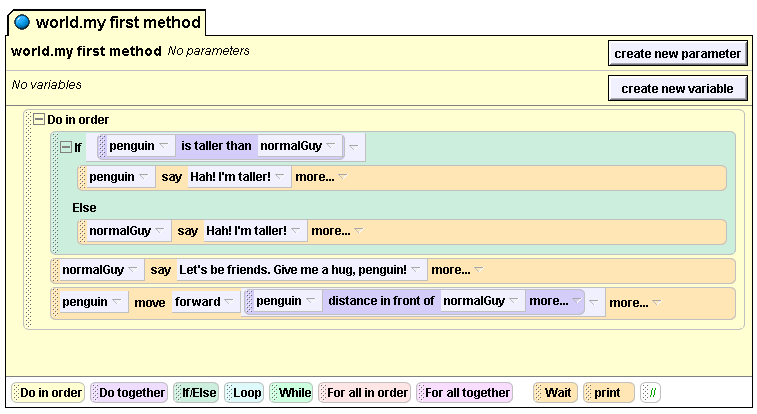 world.my first method
world.my first method No parameters create new parameter
No variables create new variable
Do in order
If penguin is taller than normalGuy
penguin say Hah! I'm taller! more...
Else
normalGuy say Hah! I'm taller! more...
normalGuy say Let's be friends. Give me a hug, penguin! more...
penguin move forward penguin distance in front of normalGuy more... more...
Do in order Do together If/Else Loop While For all in order For all together Wait print //